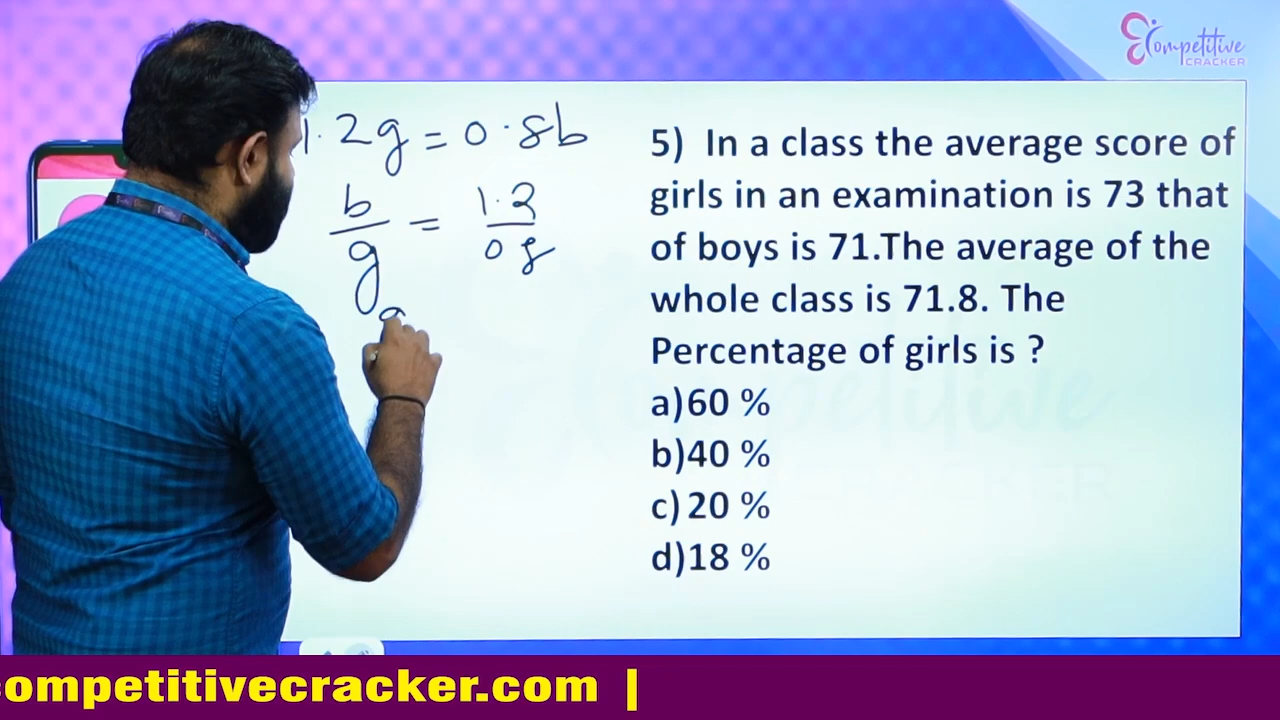 Competitive
CRACKER
1.2g = 0.8b
b/g = 1.2/0.8
5) In a class the average score of
girls in an examination is 73 that
of boys is 71.The average of the
whole class is 71.8. The
Percentage of girls is ?
a)60 %
b)40 %
c)20 %
d)18 %
competitivecracker.com |